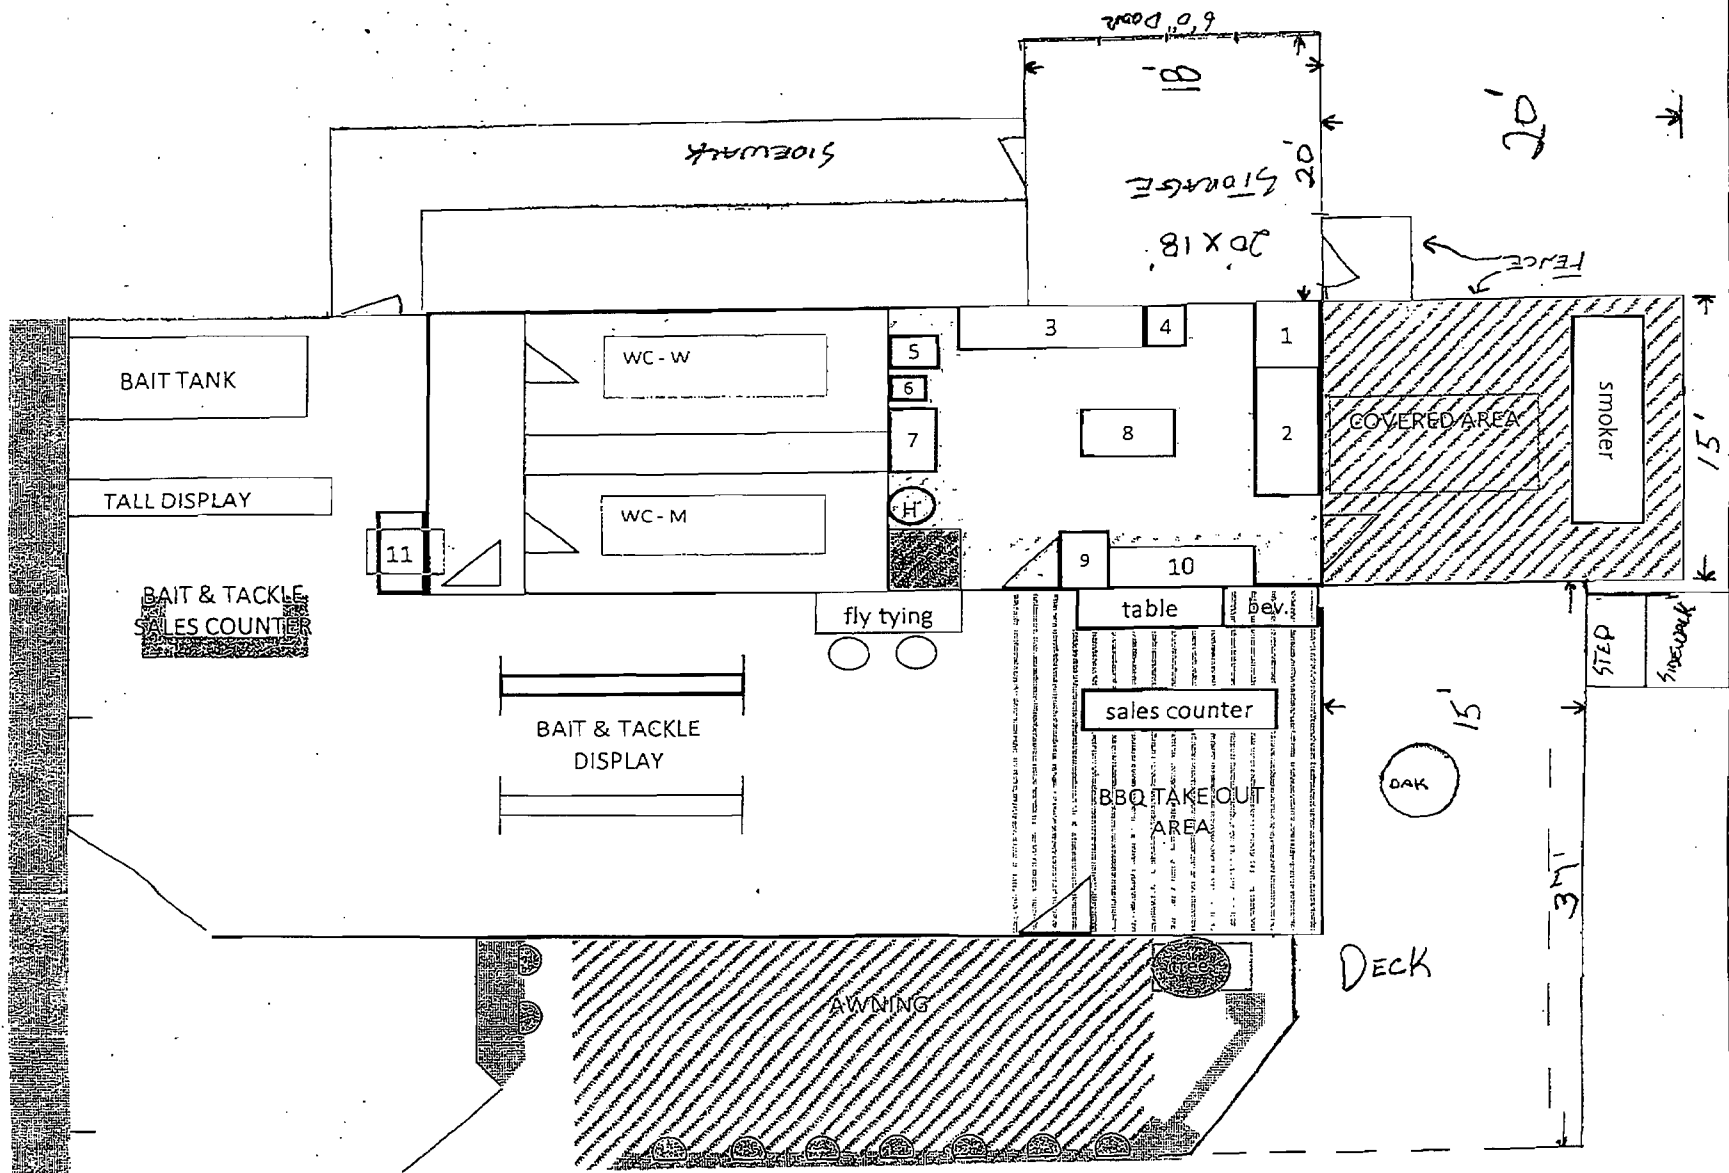 6'0" DOOR
18'
20'
SIDEWALK
STORAGE
20'
20' X 18'
FENCE
3
4
1
5
WC - W
BAIT TANK
6
smoker
COVERED AREA
7
8
2
15'
TALL DISPLAY
WC - M
H
11
9
10
BAIT & TACKLE
SALES COUNTER
fly tying
table
bev.
STEP
SIDEWALK
sales counter
15'
BAIT & TACKLE
DISPLAY
OAK
BBQ TAKE OUT
AREA
37'
DECK
tree
AWNING